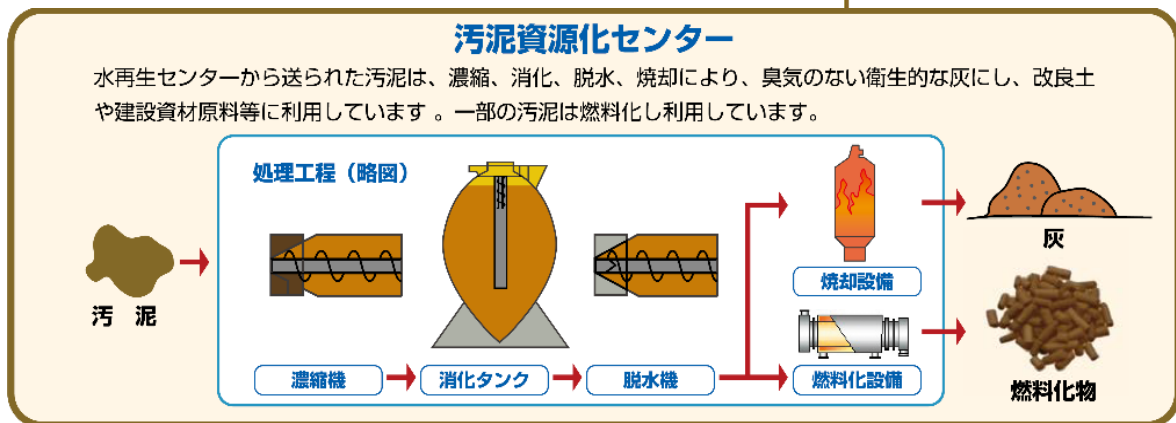 汚泥資源化センター
水再生センターから送られた汚泥は、濃縮、消化、脱水、焼却により、臭気のない衛生的な灰にし、改良土
や建設資材原料等に利用しています。一部の汚泥は燃料化し利用しています。
処理工程（略図）
汚 泥
濃縮機
消化タンク
脱水機
焼却設備
燃料化設備
灰
燃料化物